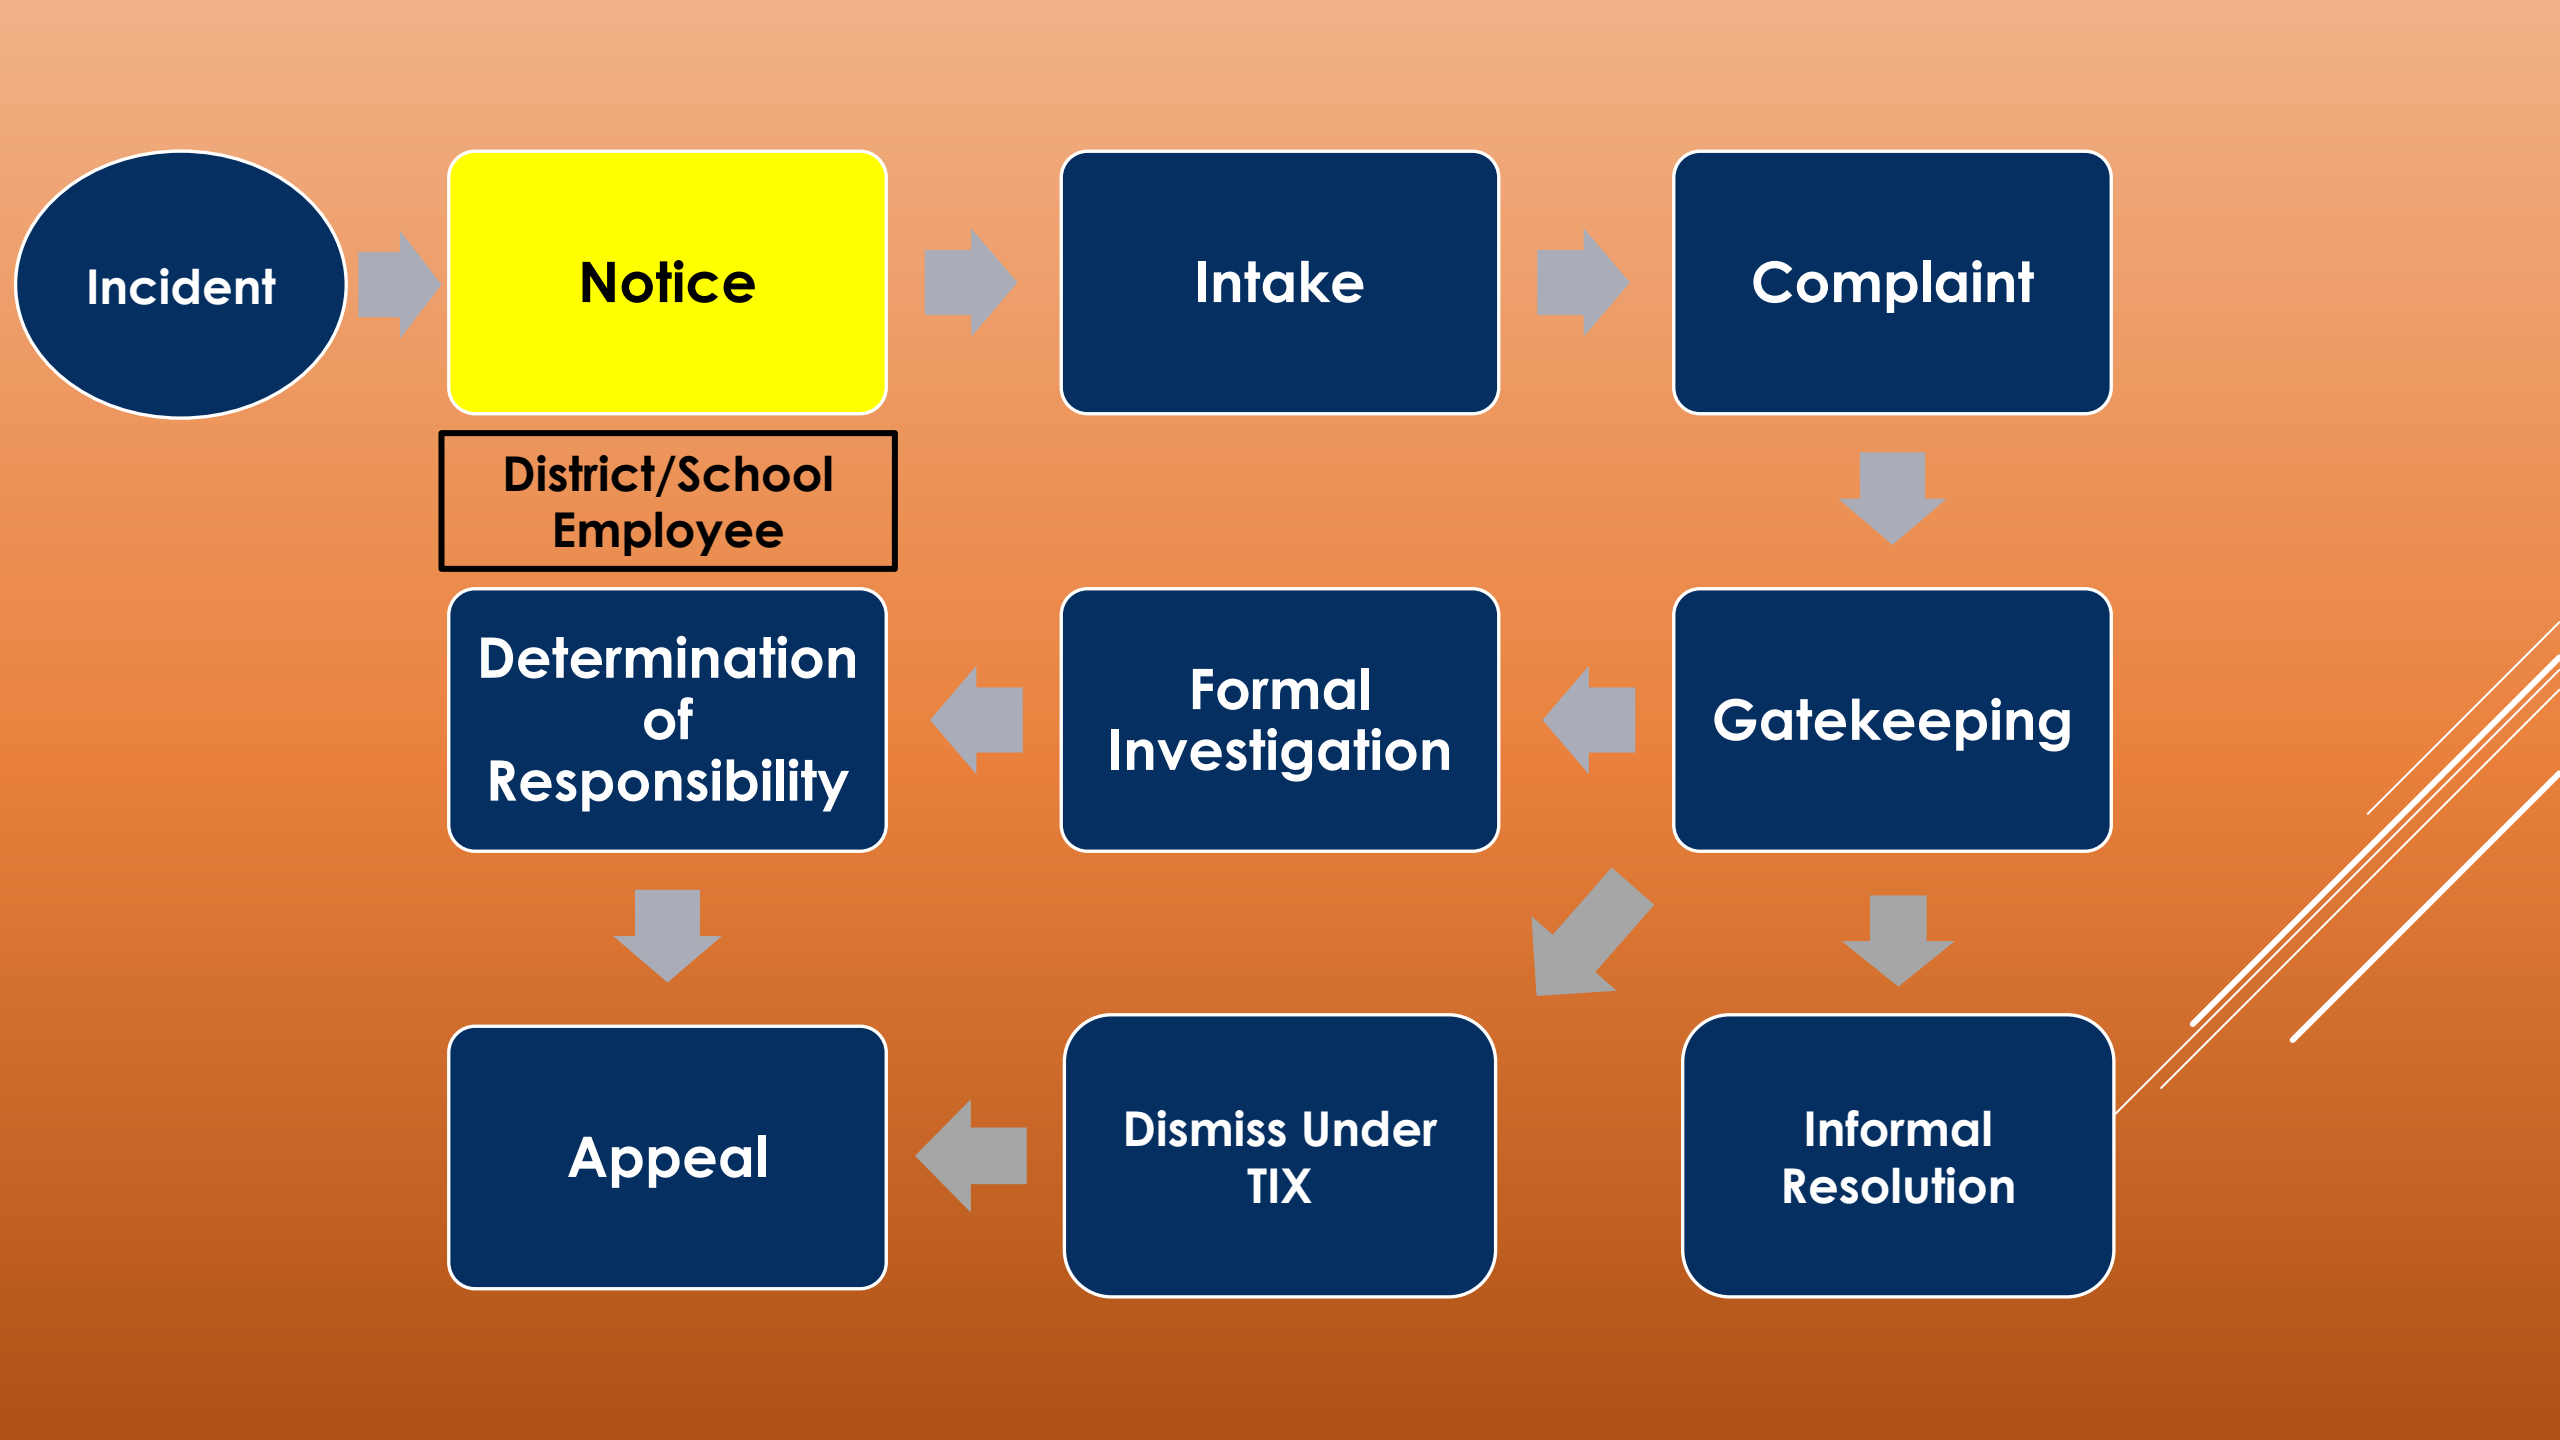 Incident
Notice
Intake
Complaint
District/School
Employee
Determination
of
Responsibility
Formal
Investigation
Gatekeeping
Appeal
Dismiss Under
TIX
Informal
Resolution